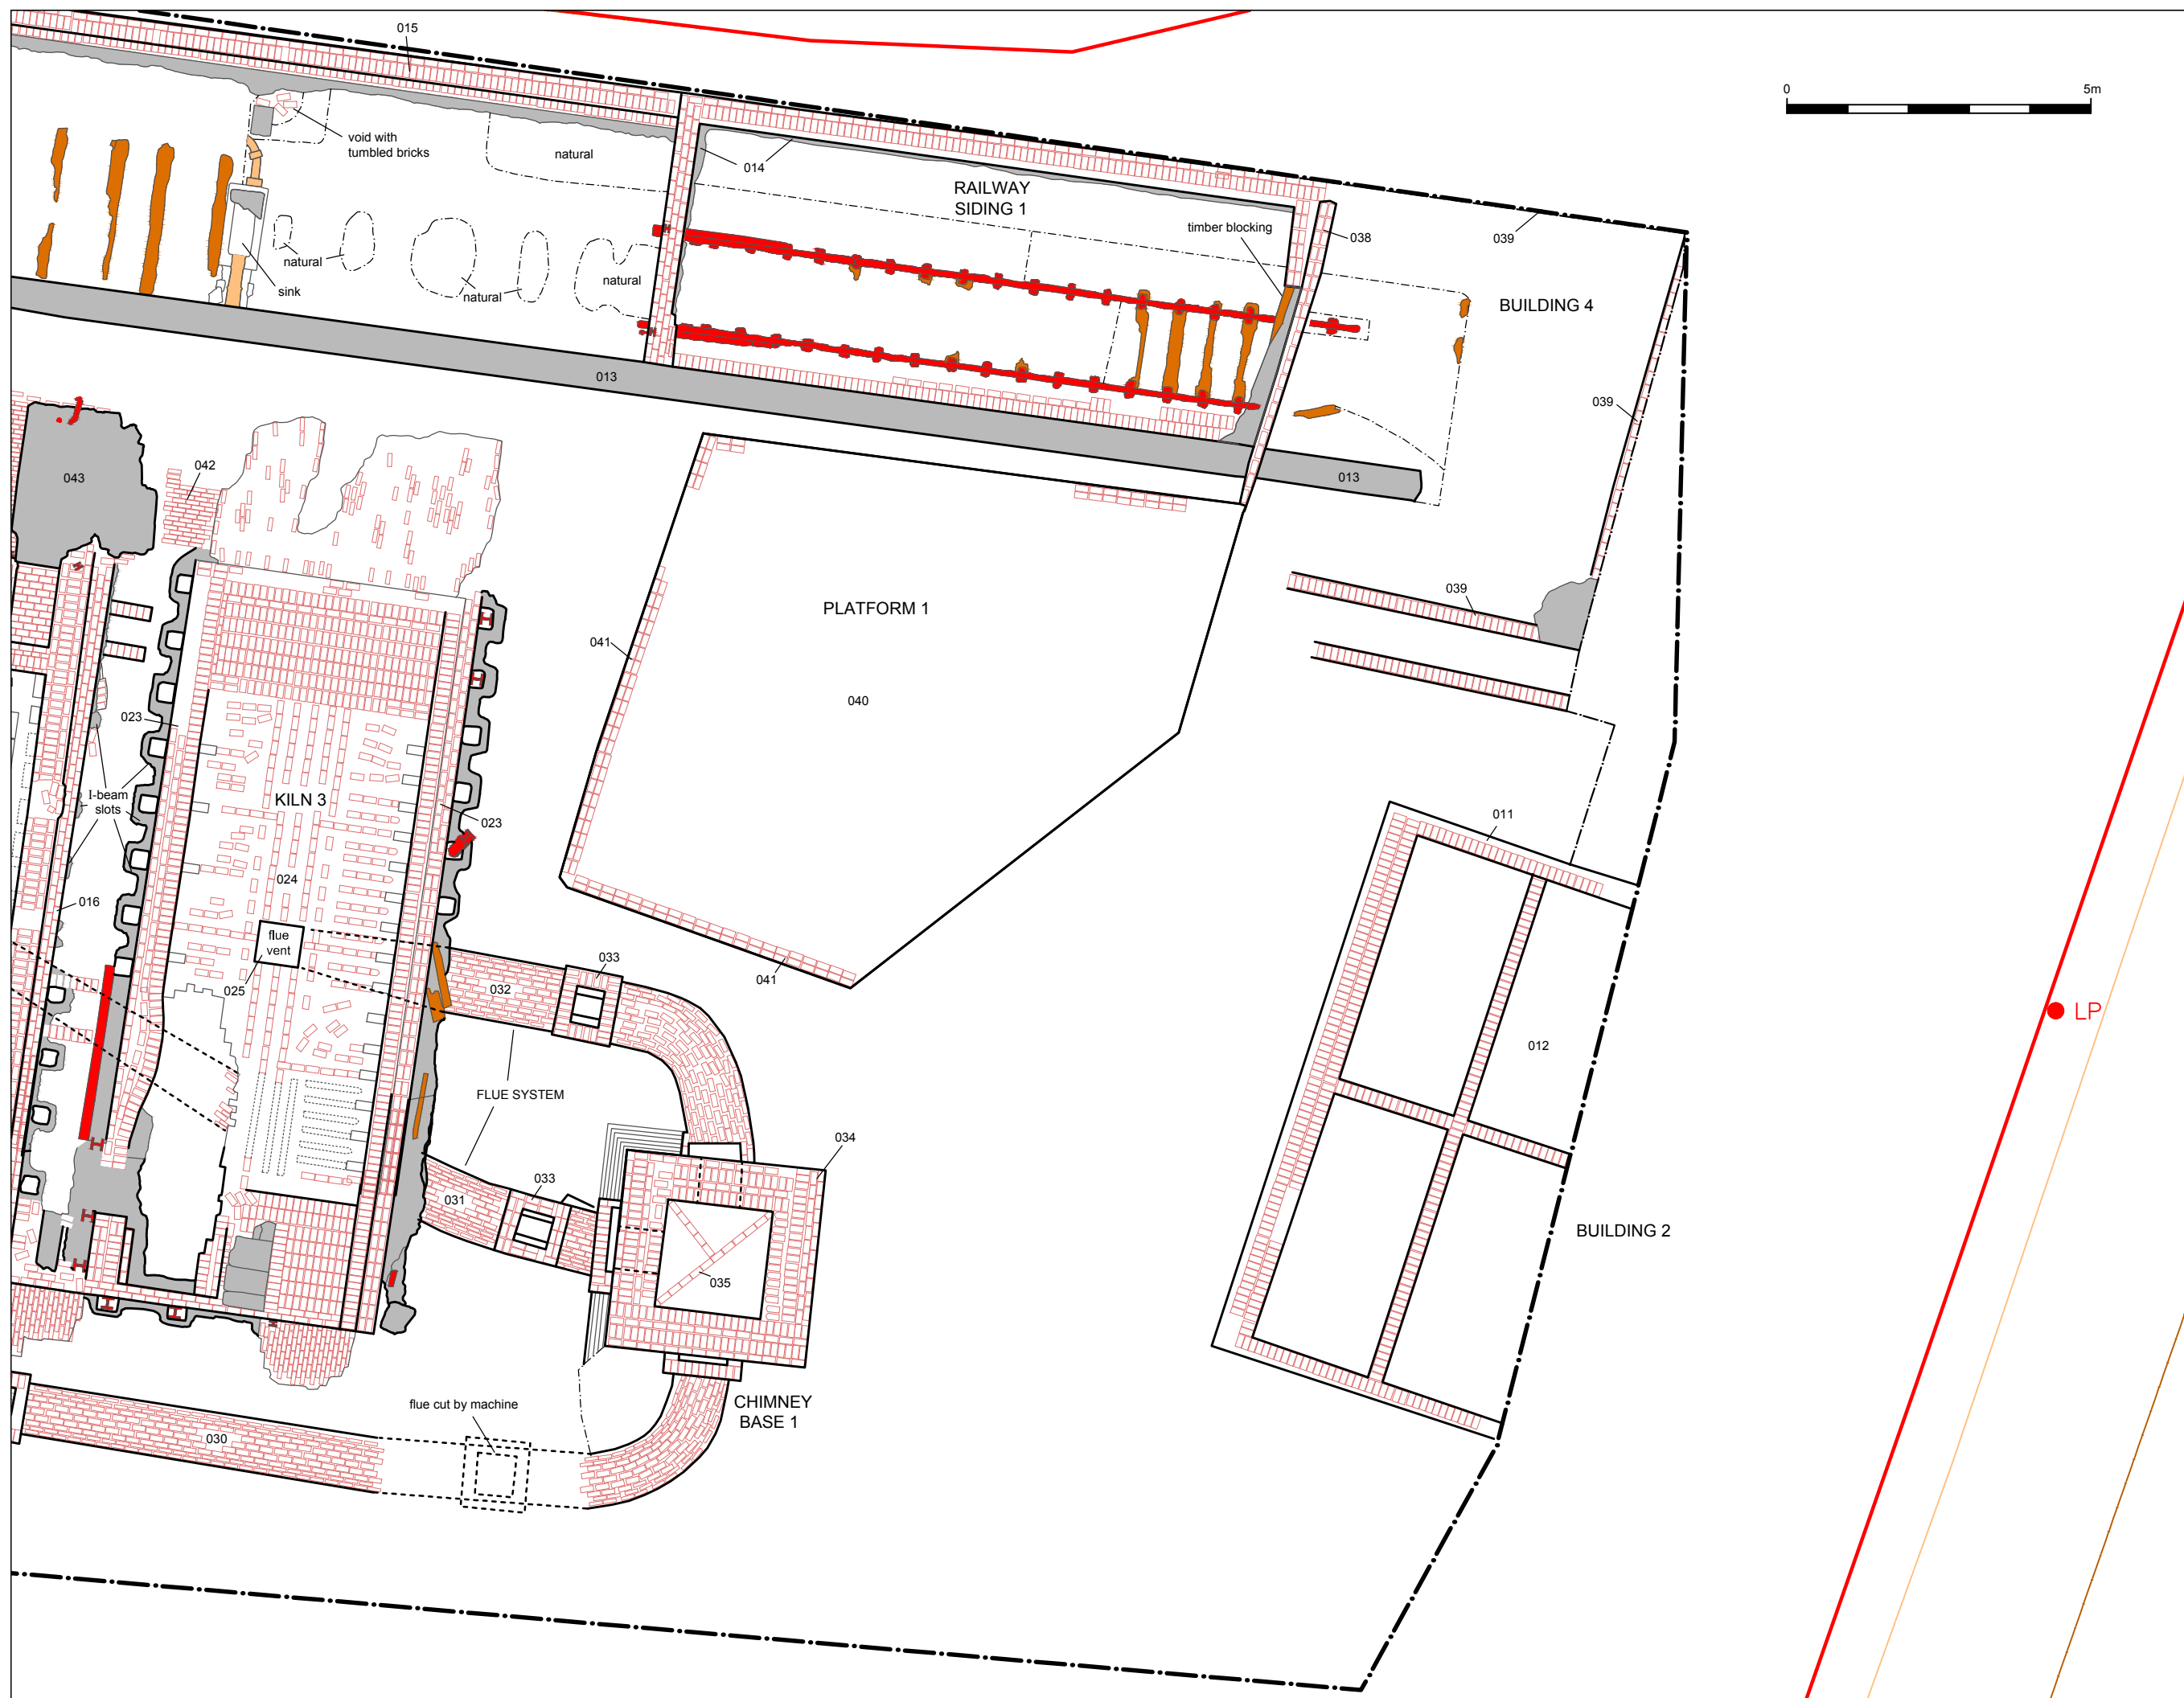 015
0 5m
void with
tumbled bricks
natural
014
RAILWAY
SIDING 1
timber blocking
038
039
natural
sink
natural
natural
BUILDING 4
013
039
042
043
013
PLATFORM 1
039
041
040
023
I-beam
slots
KILN 3
023
011
024
016
flue
vent
033
025
032
041
012
LP
FLUE SYSTEM
034
033
031
035
BUILDING 2
flue cut by machine
CHIMNEY
BASE 1
030